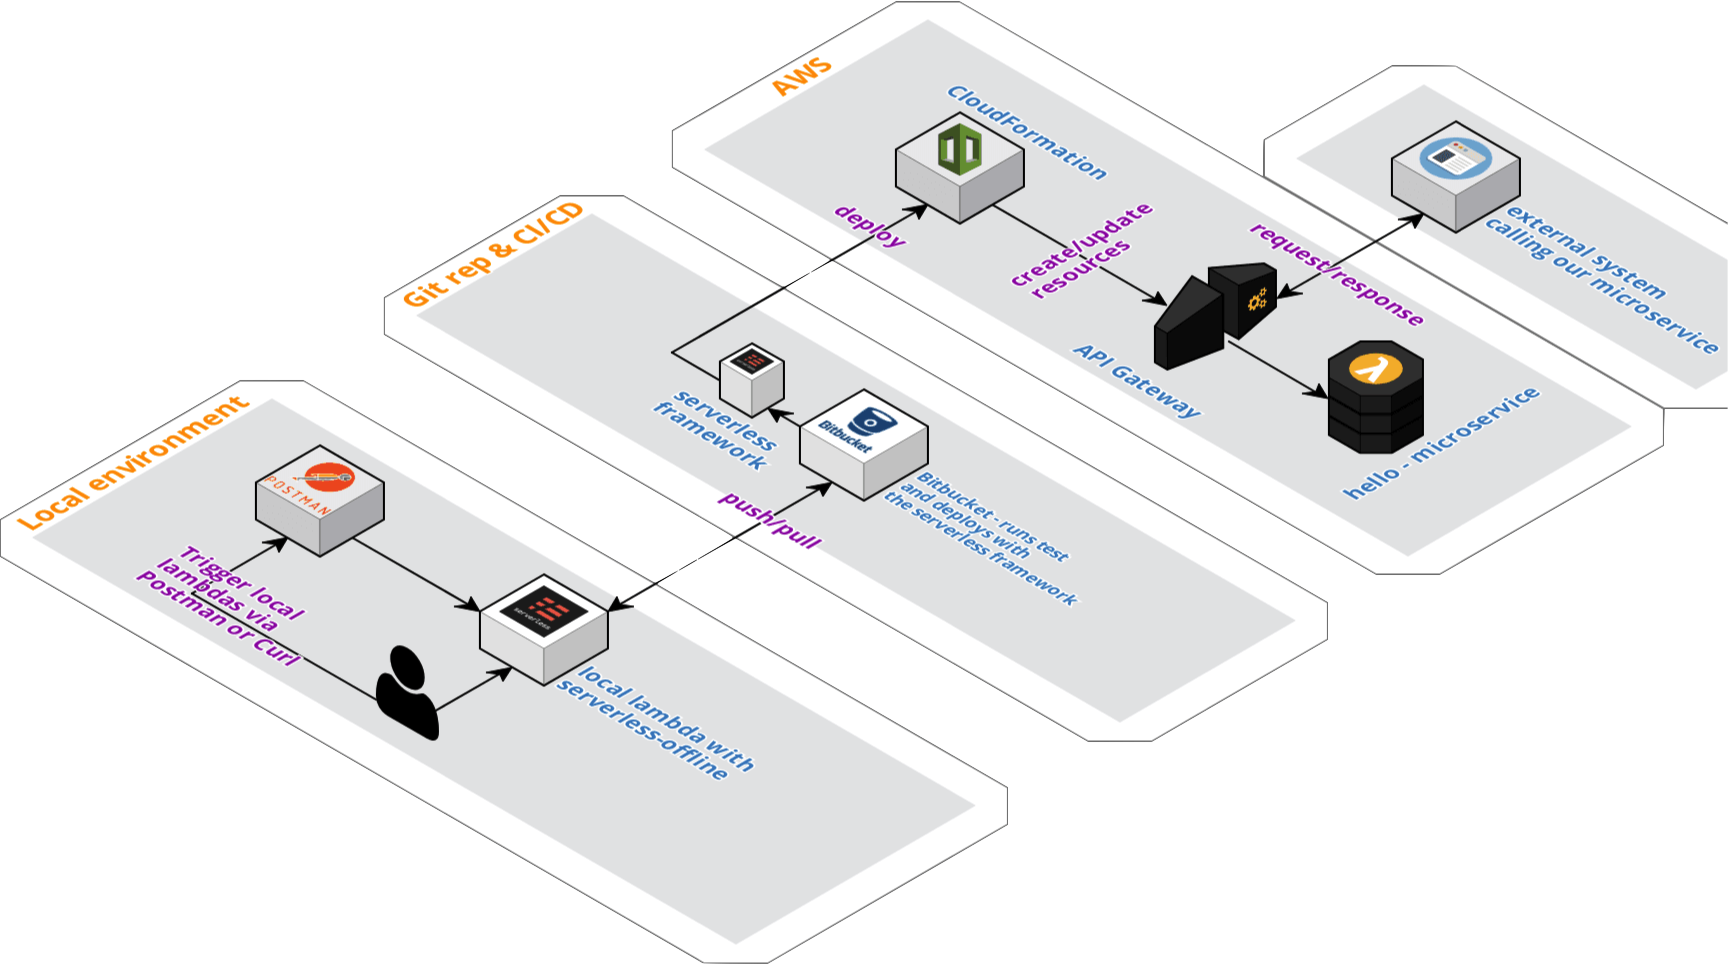 AWS
CloudFormation
deploy
create/update
resources
request/response
external system
calling our microservice
API Gateway
λ
hello - microservice
Git rep & CI/CD
serverless
framework
Bitbucket
Bitbucket - runs test
and deploys with
the serverless framework
push/pull
Local environment
POSTMAN
Trigger local
lambdas via
Postman or Curl
serverless
local lambda with
serverless-offline